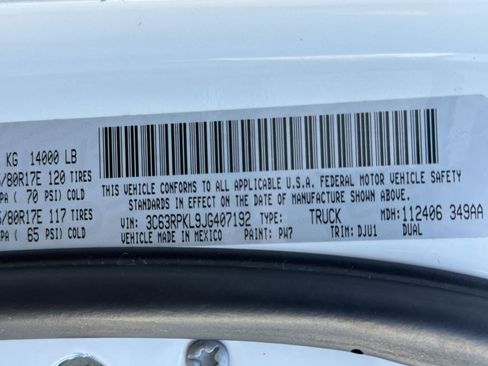 KG 14000 LB
/80R17E 120 TIRES
PA ( 70 PSI) COLD
/80R17E 117 TIRES
PA ( 65 PSI) COLD
THIS VEHICLE CONFORMS TO ALL APPLICABLE U.S.A. FEDERAL MOTOR VEHICLE SAFETY
STANDARDS IN EFFECT ON THE DATE OF MANUFACTURE SHOWN ABOVE.
VIN: 3C63RPKL9JG407192 TYPE: TRUCK MDH:112406 349AA
VEHICLE MADE IN MEXICO PAINT: PW7 TRIM: DJU1 DUAL